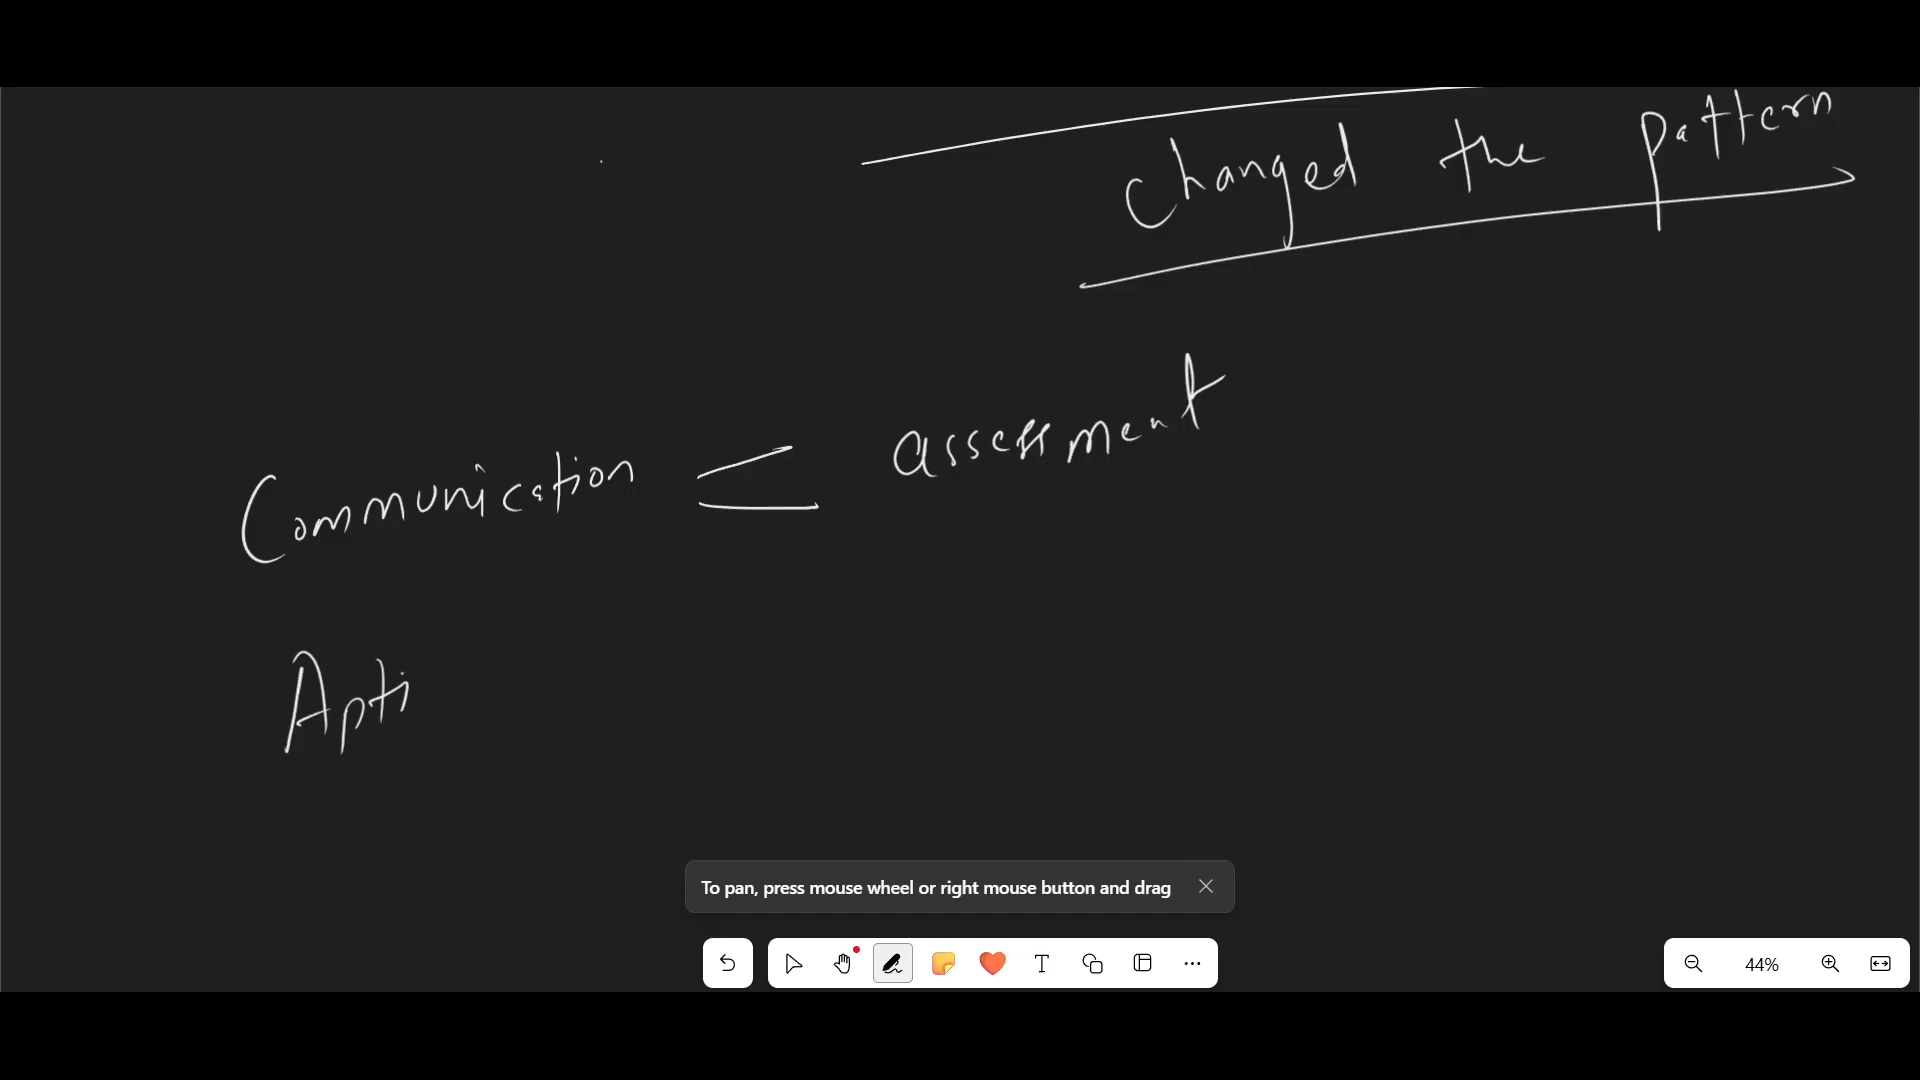 changed the pattern
Communication assessment
Apti
To pan, press mouse wheel or right mouse button and drag
44%